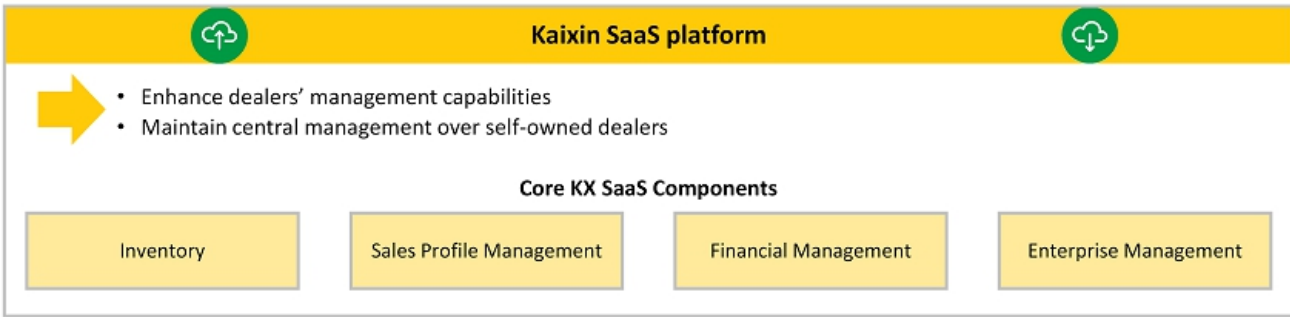 Kaixin SaaS platform
• Enhance dealers’ management capabilities
• Maintain central management over self-owned dealers
Core KX SaaS Components
Inventory
Sales Profile Management
Financial Management
Enterprise Management